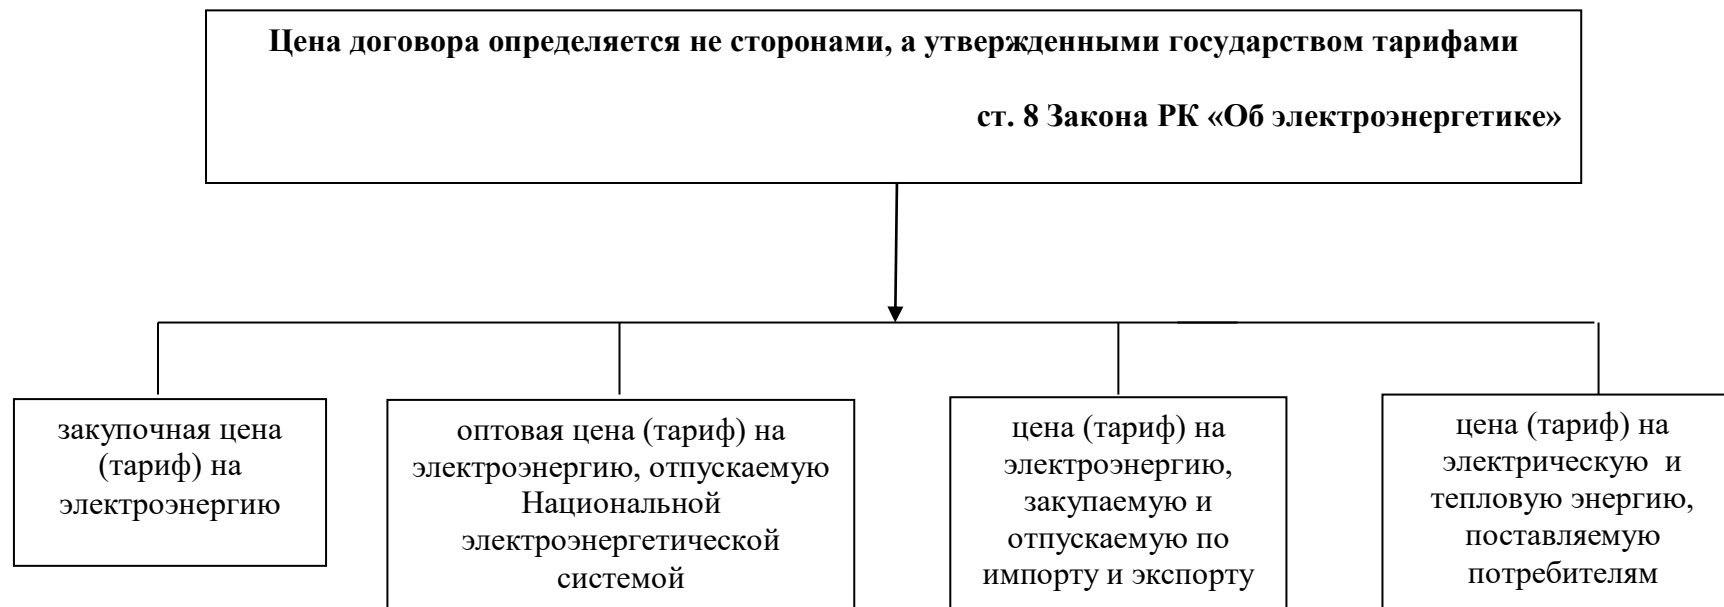 Цена договора определяется не сторонами, а утвержденными государством тарифами
ст. 8 Закона РК «Об электроэнергетике»
закупочная цена
(тариф) на
электроэнергию
оптовая цена (тариф) на
электроэнергию, отпускаемую
Национальной
электроэнергетической
системой
цена (тариф) на
электроэнергию,
закупаемую и
отпускаемую по
импорту и экспорту
цена (тариф) на
электрическую и
тепловую энергию,
поставляемую
потребителям